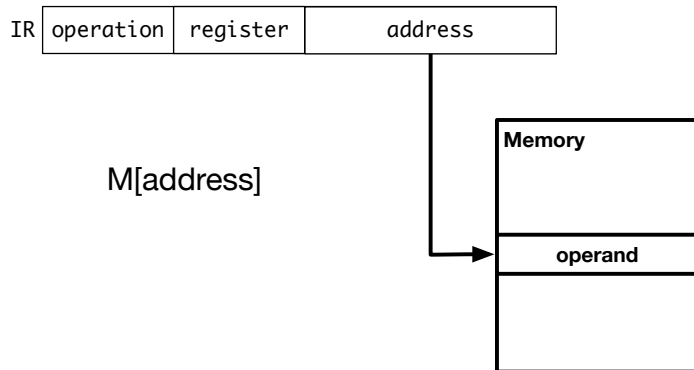 IR operation register address
Memory
M[address]
operand